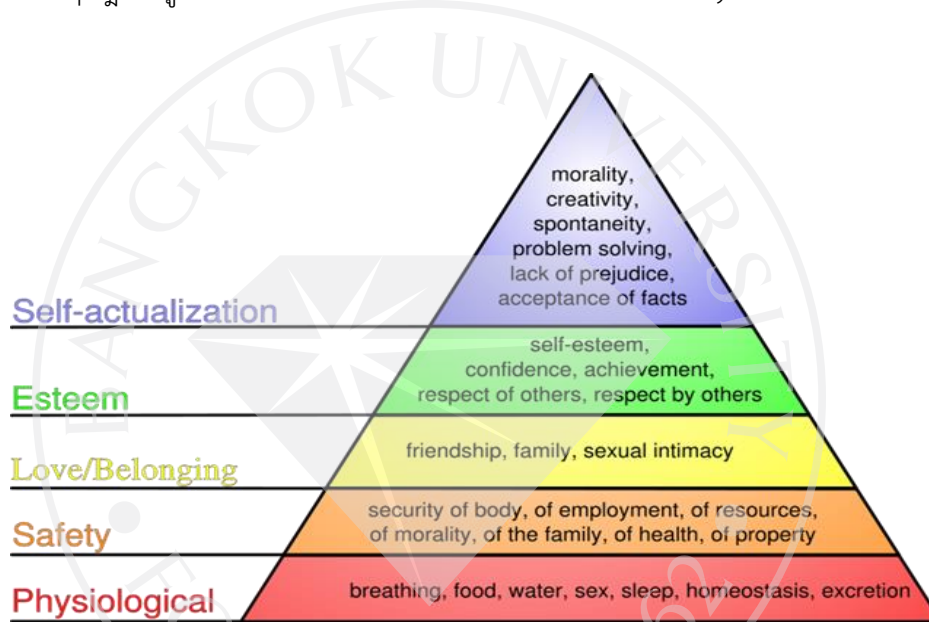 BANGKOK UNIVERSITY
morality,
creativity,
spontaneity,
problem solving,
lack of prejudice,
acceptance of facts
Self-actualization
self-esteem,
confidence, achievement,
respect of others, respect by others
Esteem
friendship, family, sexual intimacy
Love/Belonging
security of body, of employment, of resources,
of morality, of the family, of health, of property
Safety
breathing, food, water, sex, sleep, homeostasis, excretion
Physiological